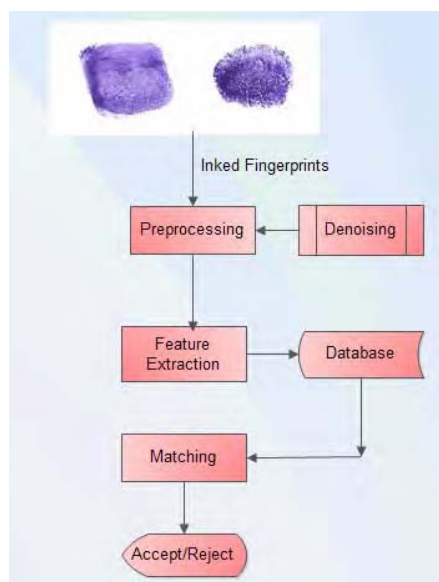 Inked Fingerprints
Preprocessing
Denoising
Feature
Extraction
Database
Matching
Accept/Reject